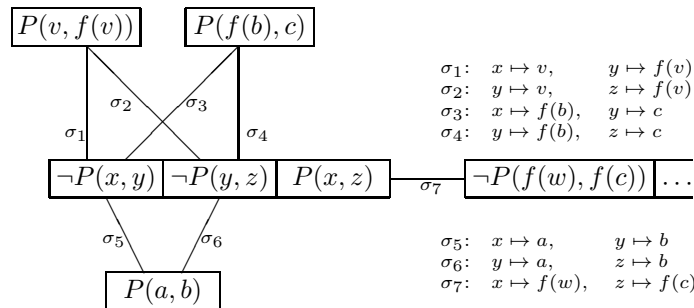 P(v, f(v)) P(f(b), c)
σ1: x ↦ v, y ↦ f(v)
σ2: y ↦ v, z ↦ f(v)
σ3: x ↦ f(b), y ↦ c
σ4: y ↦ f(b), z ↦ c
σ1 σ2 σ3 σ4
¬P(x, y) ¬P(y, z) P(x, z) σ7 ¬P(f(w), f(c)) ...
σ5 σ6
P(a, b)
σ5: x ↦ a, y ↦ b
σ6: y ↦ a, z ↦ b
σ7: x ↦ f(w), z ↦ f(c)